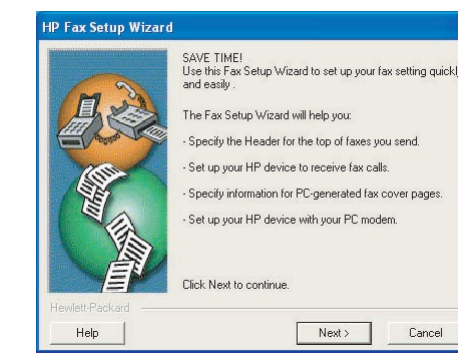 HP Fax Setup Wizard
SAVE TIME!
Use this Fax Setup Wizard to set up your fax setting quickl
and easily .
The Fax Setup Wizard will help you:
- Specify the Header for the top of faxes you send.
- Set up your HP device to receive fax calls.
- Specify information for PC-generated fax cover pages.
- Set up your HP device with your PC modem.
Click Next to continue.
Hewlett-Packard
Help
Next >
Cancel